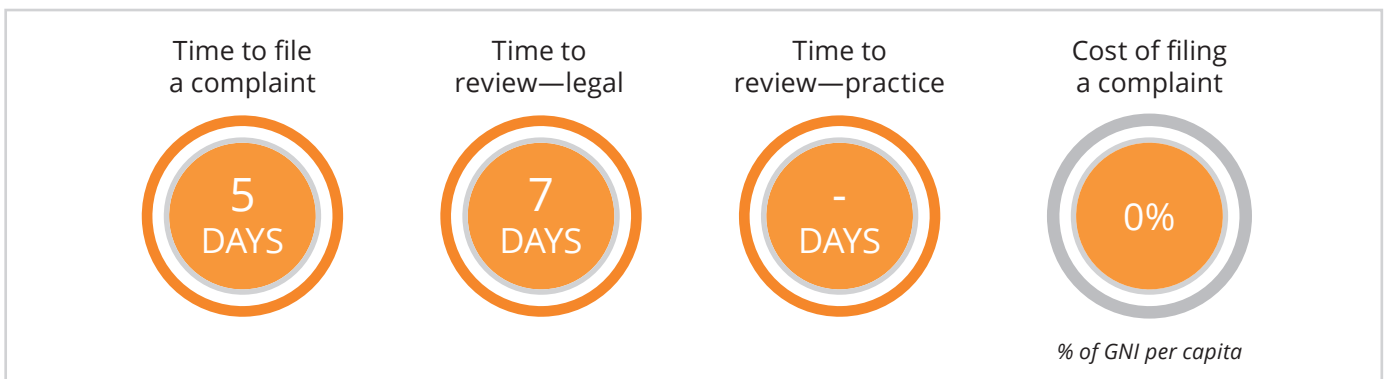 Time to file
a complaint
5
DAYS
Time to
review—legal
7
DAYS
Time to
review—practice
-
DAYS
Cost of filing
a complaint
0%
% of GNI per capita